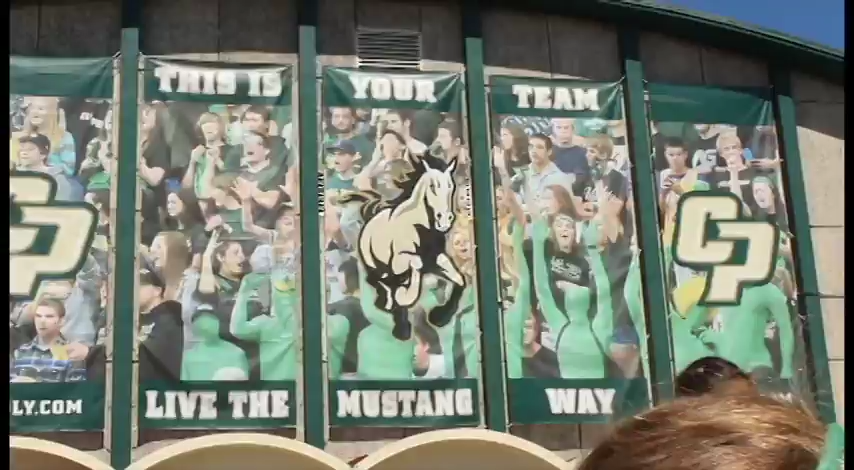 THIS IS YOUR TEAM
CP CP
LY.COM LIVE THE MUSTANG WAY